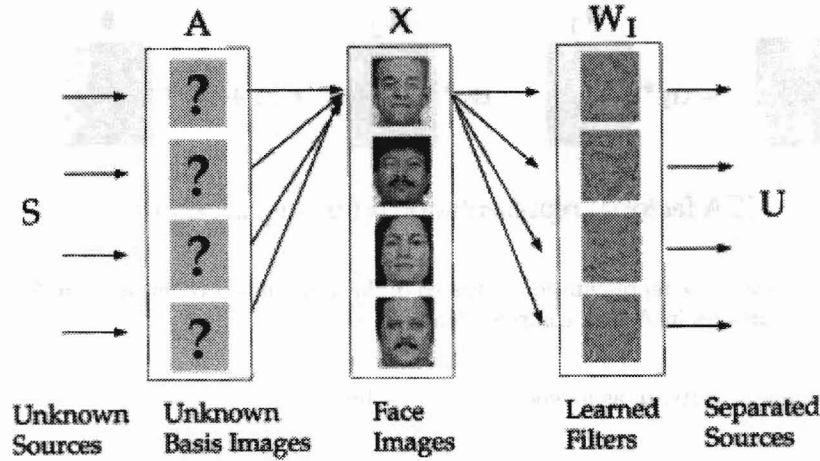 A X W_I
? 
? 
S U
? 
? 
Unknown Sources
Unknown Basis Images
Face Images
Learned Filters
Separated Sources